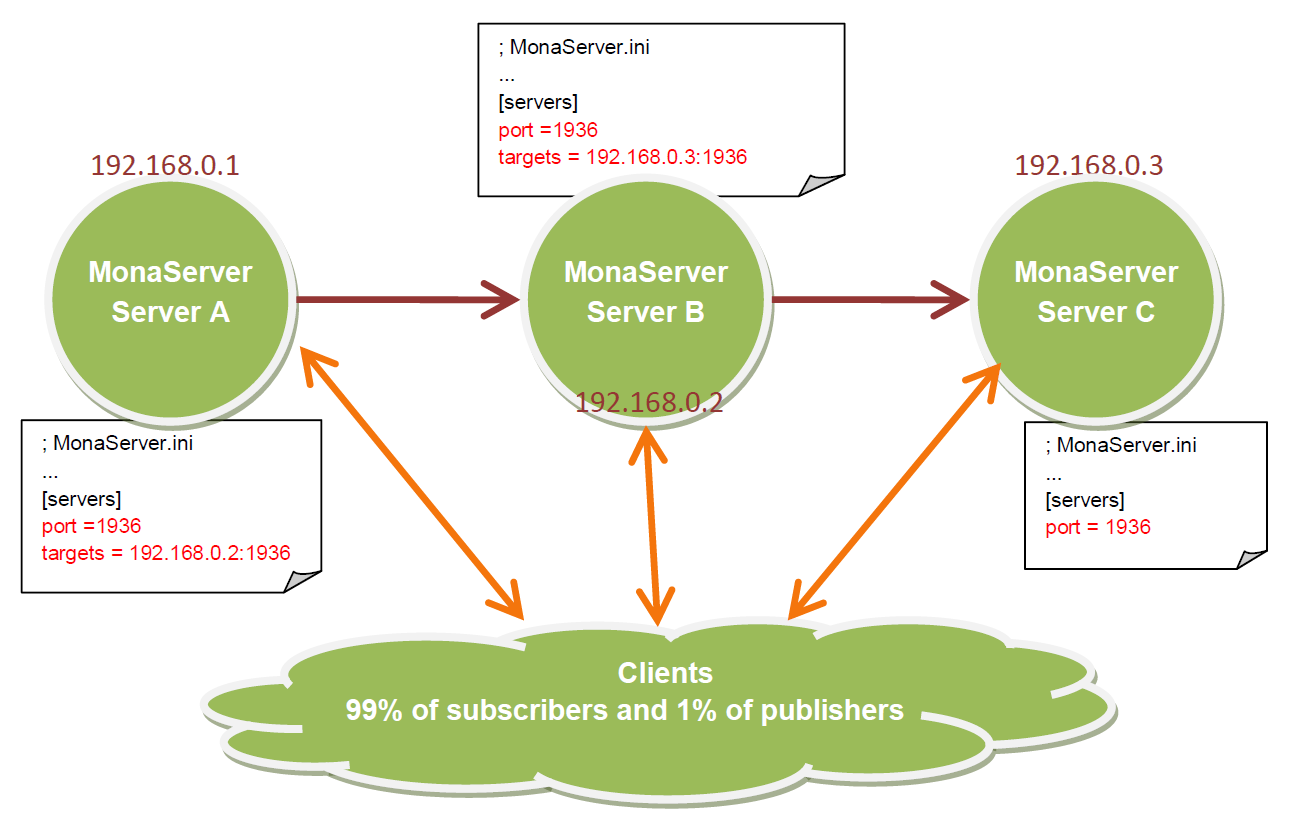 ; MonaServer.ini
...
[servers]
port =1936
targets = 192.168.0.3:1936
192.168.0.1
192.168.0.3
MonaServer
Server A
MonaServer
Server B
MonaServer
Server C
192.168.0.2
; MonaServer.ini
...
[servers]
port =1936
targets = 192.168.0.2:1936
; MonaServer.ini
...
[servers]
port = 1936
Clients
99% of subscribers and 1% of publishers